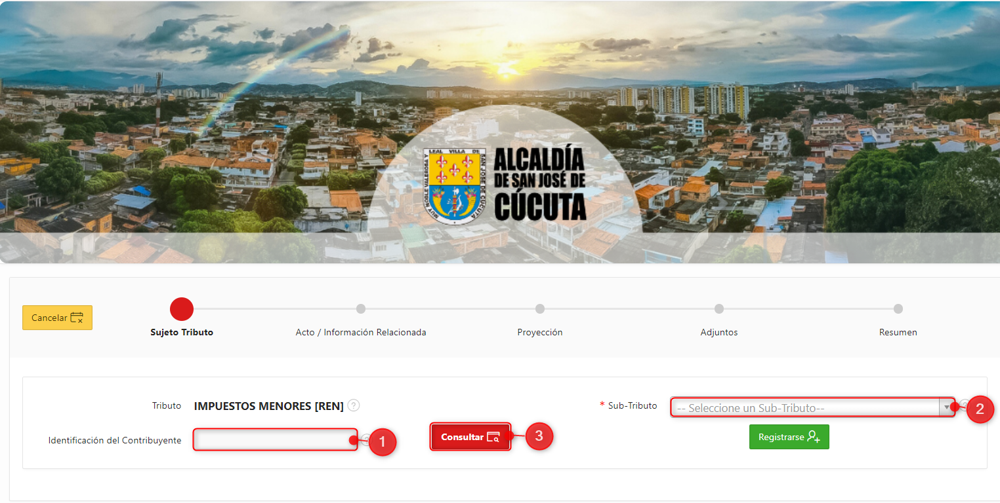 LEAL VILLA DE
MUY NOBLE VALEROSA Y
SAN JOSE DE CUCUTA
ALCALDÍA
DE SAN JOSÉ DE
CÚCUTA
Cancelar
Sujeto Tributo
Acto / Información Relacionada
Proyección
Adjuntos
Resumen
Tributo IMPUESTOS MENORES [REN] ?
* Sub-Tributo -- Seleccione un Sub-Tributo-- 2
Identificación del Contribuyente 1
Consultar 3
Registrarse